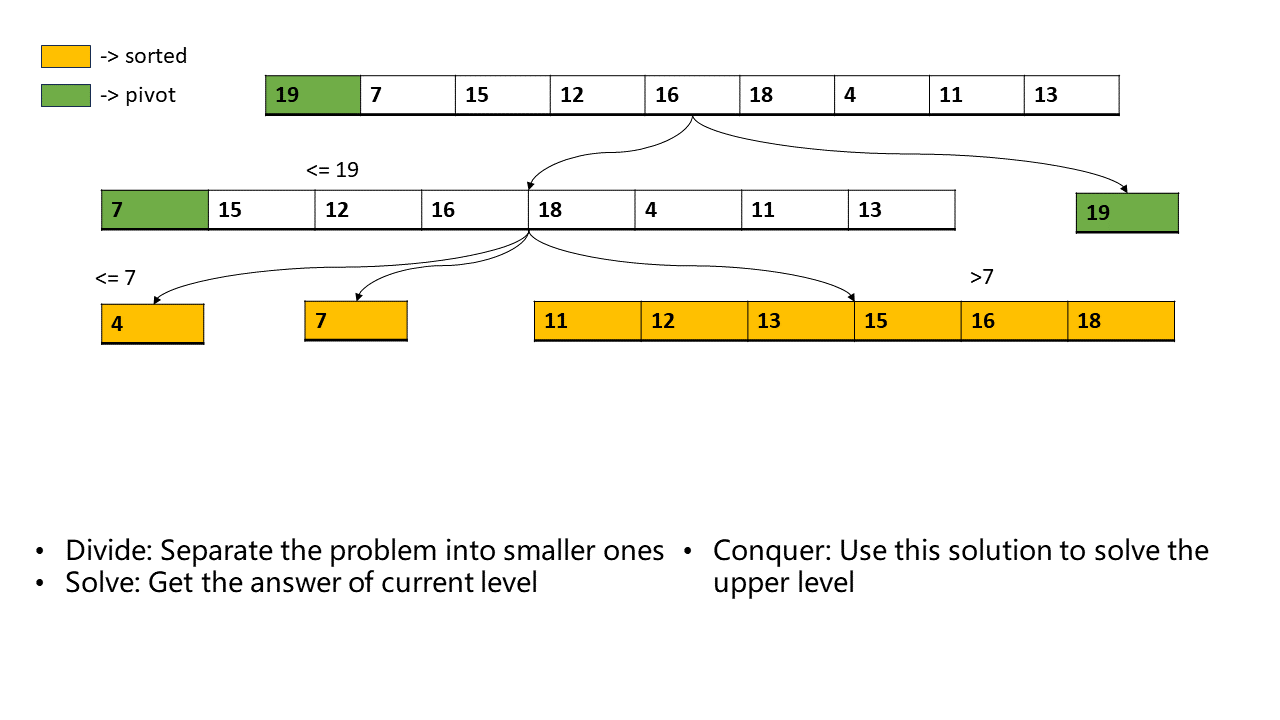 -> sorted
-> pivot
19 7 15 12 16 18 4 11 13
<= 19
7 15 12 16 18 4 11 13
19
<= 7
>7
4
7
11 12 13 15 16 18
• Divide: Separate the problem into smaller ones
• Solve: Get the answer of current level
• Conquer: Use this solution to solve the
upper level